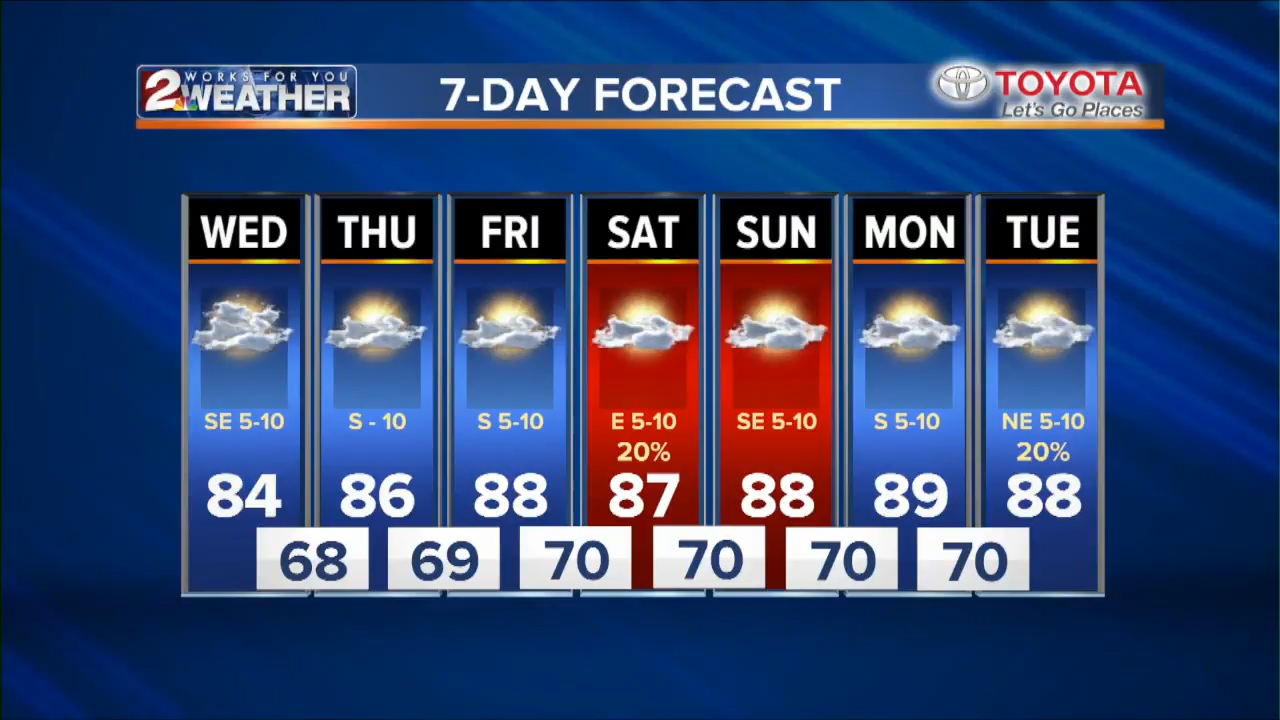 2 WORKS FOR YOU
WEATHER
7-DAY FORECAST
TOYOTA
Let's Go Places
WED THU FRI SAT SUN MON TUE
SE 5-10 S - 10 S 5-10 E 5-10 SE 5-10 S 5-10 NE 5-10
20% 20%
84 86 88 87 88 89 88
68 69 70 70 70 70